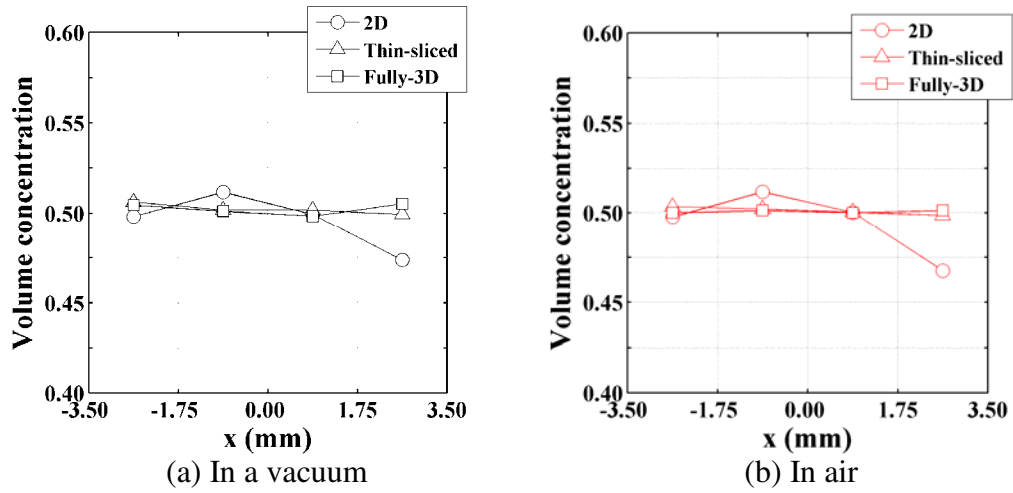 2D
Thin-sliced
Fully-3D
0.60
0.55
0.50
0.45
0.40
Volume concentration
-3.50
-1.75
0.00
1.75
3.50
x (mm)
(a) In a vacuum
2D
Thin-sliced
Fully-3D
0.60
0.55
0.50
0.45
0.40
Volume concentration
-3.50
-1.75
0.00
1.75
3.50
x (mm)
(b) In air